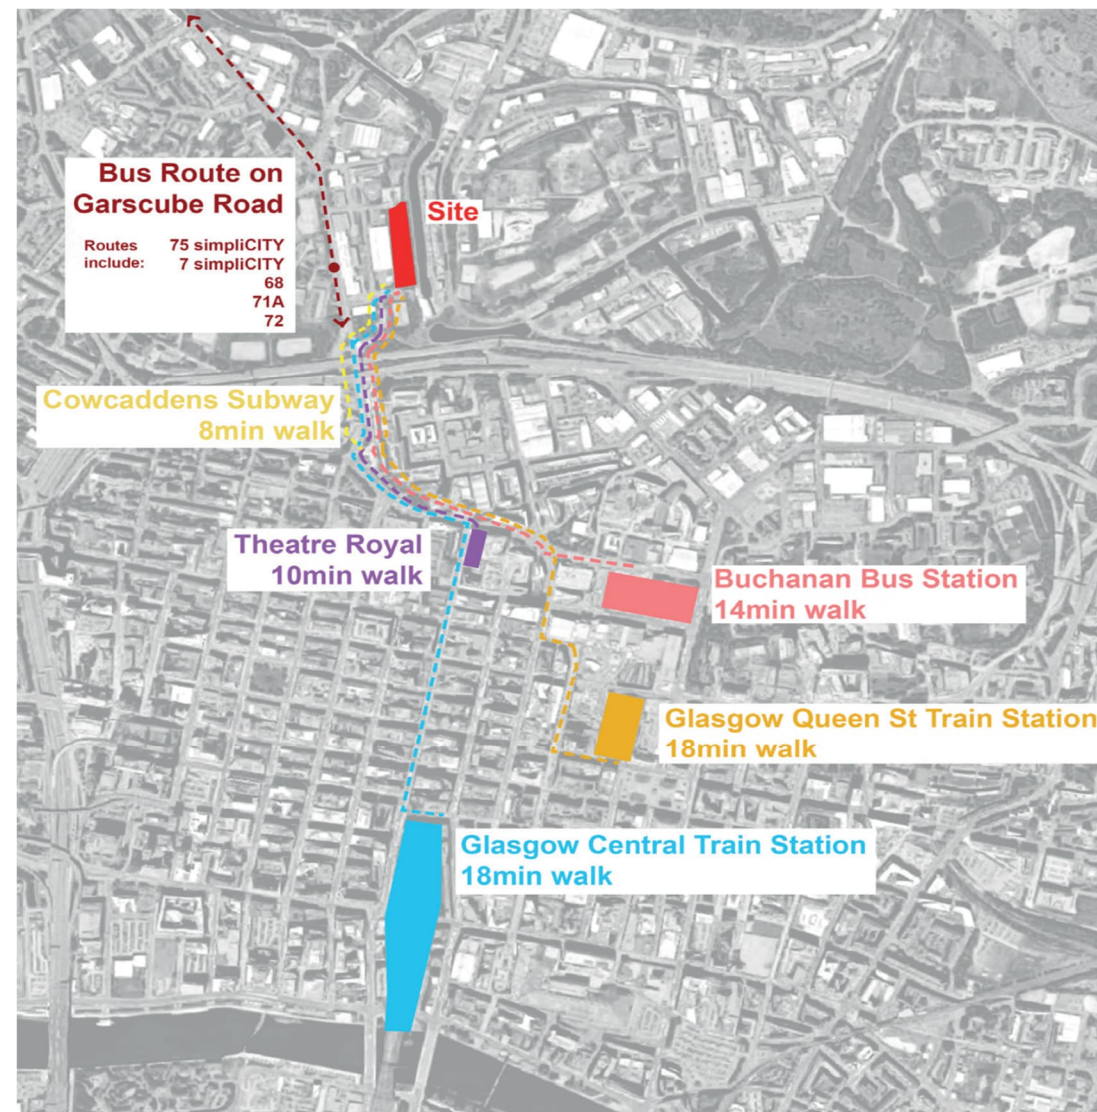 Bus Route on
Garscube Road
Routes 75 simpliCITY
include: 7 simpliCITY
68
71A
72
Site
Cowcaddens Subway
8min walk
Theatre Royal
10min walk
Buchanan Bus Station
14min walk
Glasgow Queen St Train Station
18min walk
Glasgow Central Train Station
18min walk